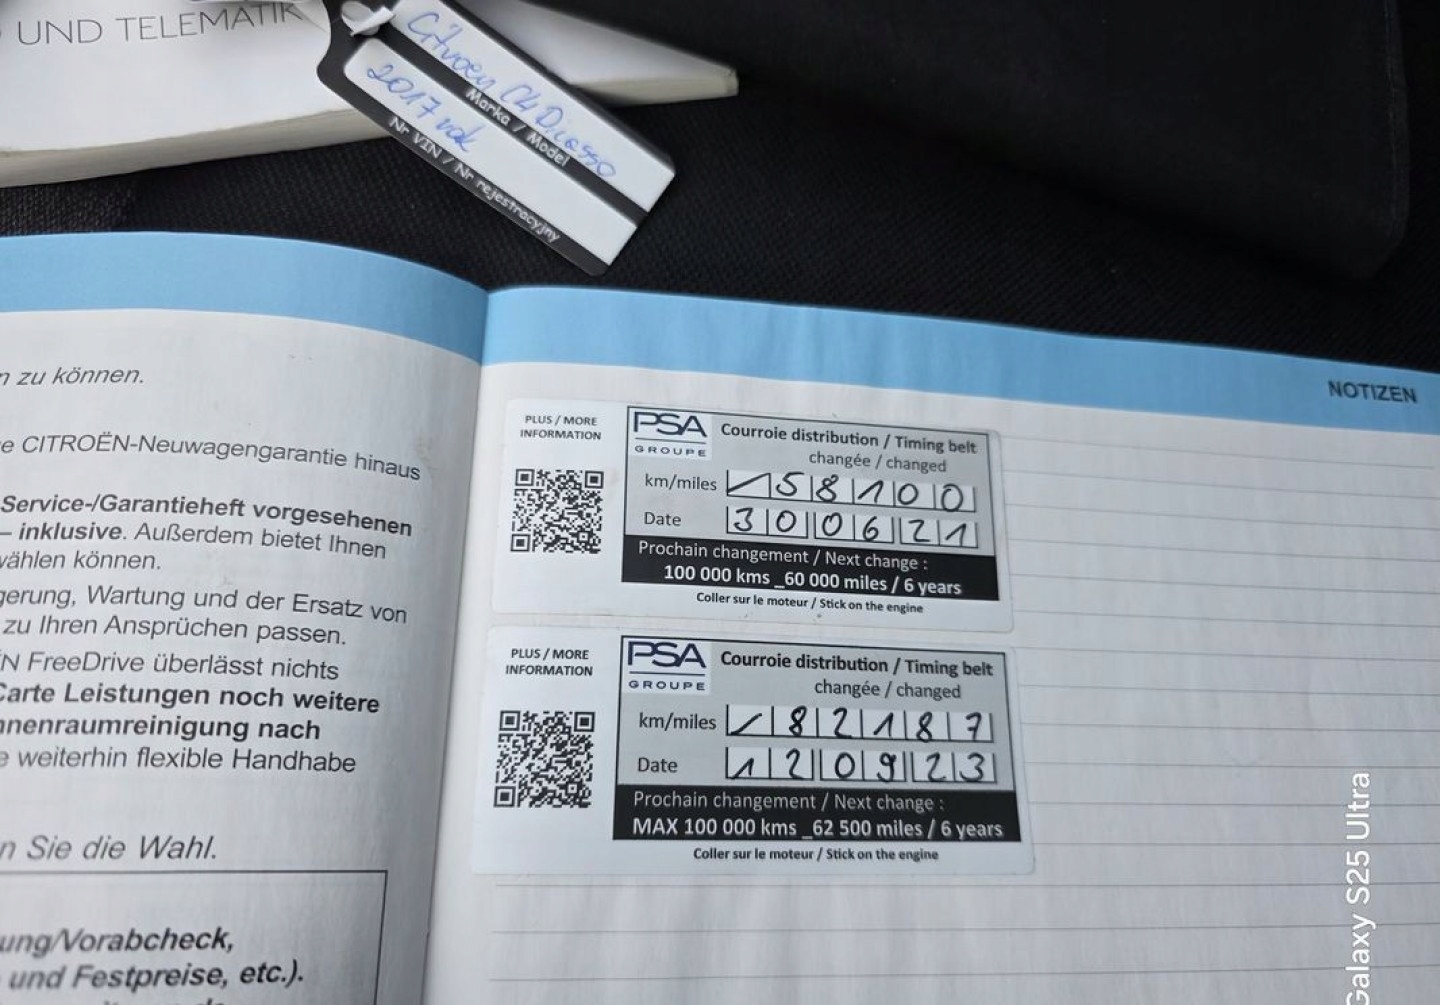 UND TELEMATIK
Citroën C4 Picasso
Marka / Model
2017 rok
Nr VIN / Nr rejestracyjny
n zu können.
e CITROËN-Neuwagengarantie hinaus
Service-/Garantieheft vorgesehenen
– inklusive. Außerdem bietet Ihnen
wählen können.
gerung, Wartung und der Ersatz von
zu Ihren Ansprüchen passen.
N FreeDrive überlässt nichts
Carte Leistungen noch weitere
nnenraumreinigung nach
e weiterhin flexible Handhabe
n Sie die Wahl.
ung/Vorabcheck,
und Festpreise, etc.).
NOTIZEN
PLUS / MORE
INFORMATION
PSA
GROUPE
Courroie distribution / Timing belt
changée / changed
km/miles 58100
Date 300621
Prochain changement / Next change :
100 000 kms _60 000 miles / 6 years
Coller sur le moteur / Stick on the engine
PLUS / MORE
INFORMATION
PSA
GROUPE
Courroie distribution / Timing belt
changée / changed
km/miles 82187
Date 120923
Prochain changement / Next change :
MAX 100 000 kms _62 500 miles / 6 years
Coller sur le moteur / Stick on the engine
Galaxy S25 Ultra